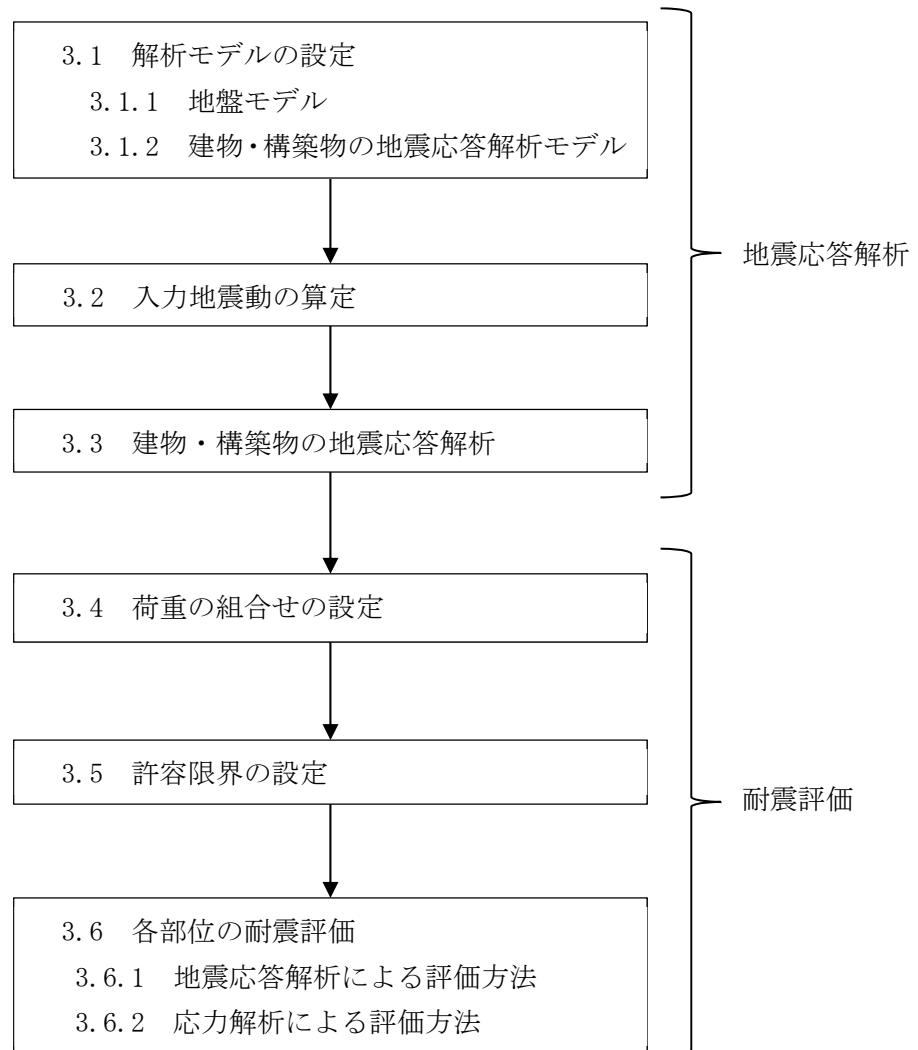 3.1 解析モデルの設定
3.1.1 地盤モデル
3.1.2 建物・構築物の地震応答解析モデル
地震応答解析
3.2 入力地震動の算定
3.3 建物・構築物の地震応答解析
3.4 荷重の組合せの設定
3.5 許容限界の設定
耐震評価
3.6 各部位の耐震評価
3.6.1 地震応答解析による評価方法
3.6.2 応力解析による評価方法